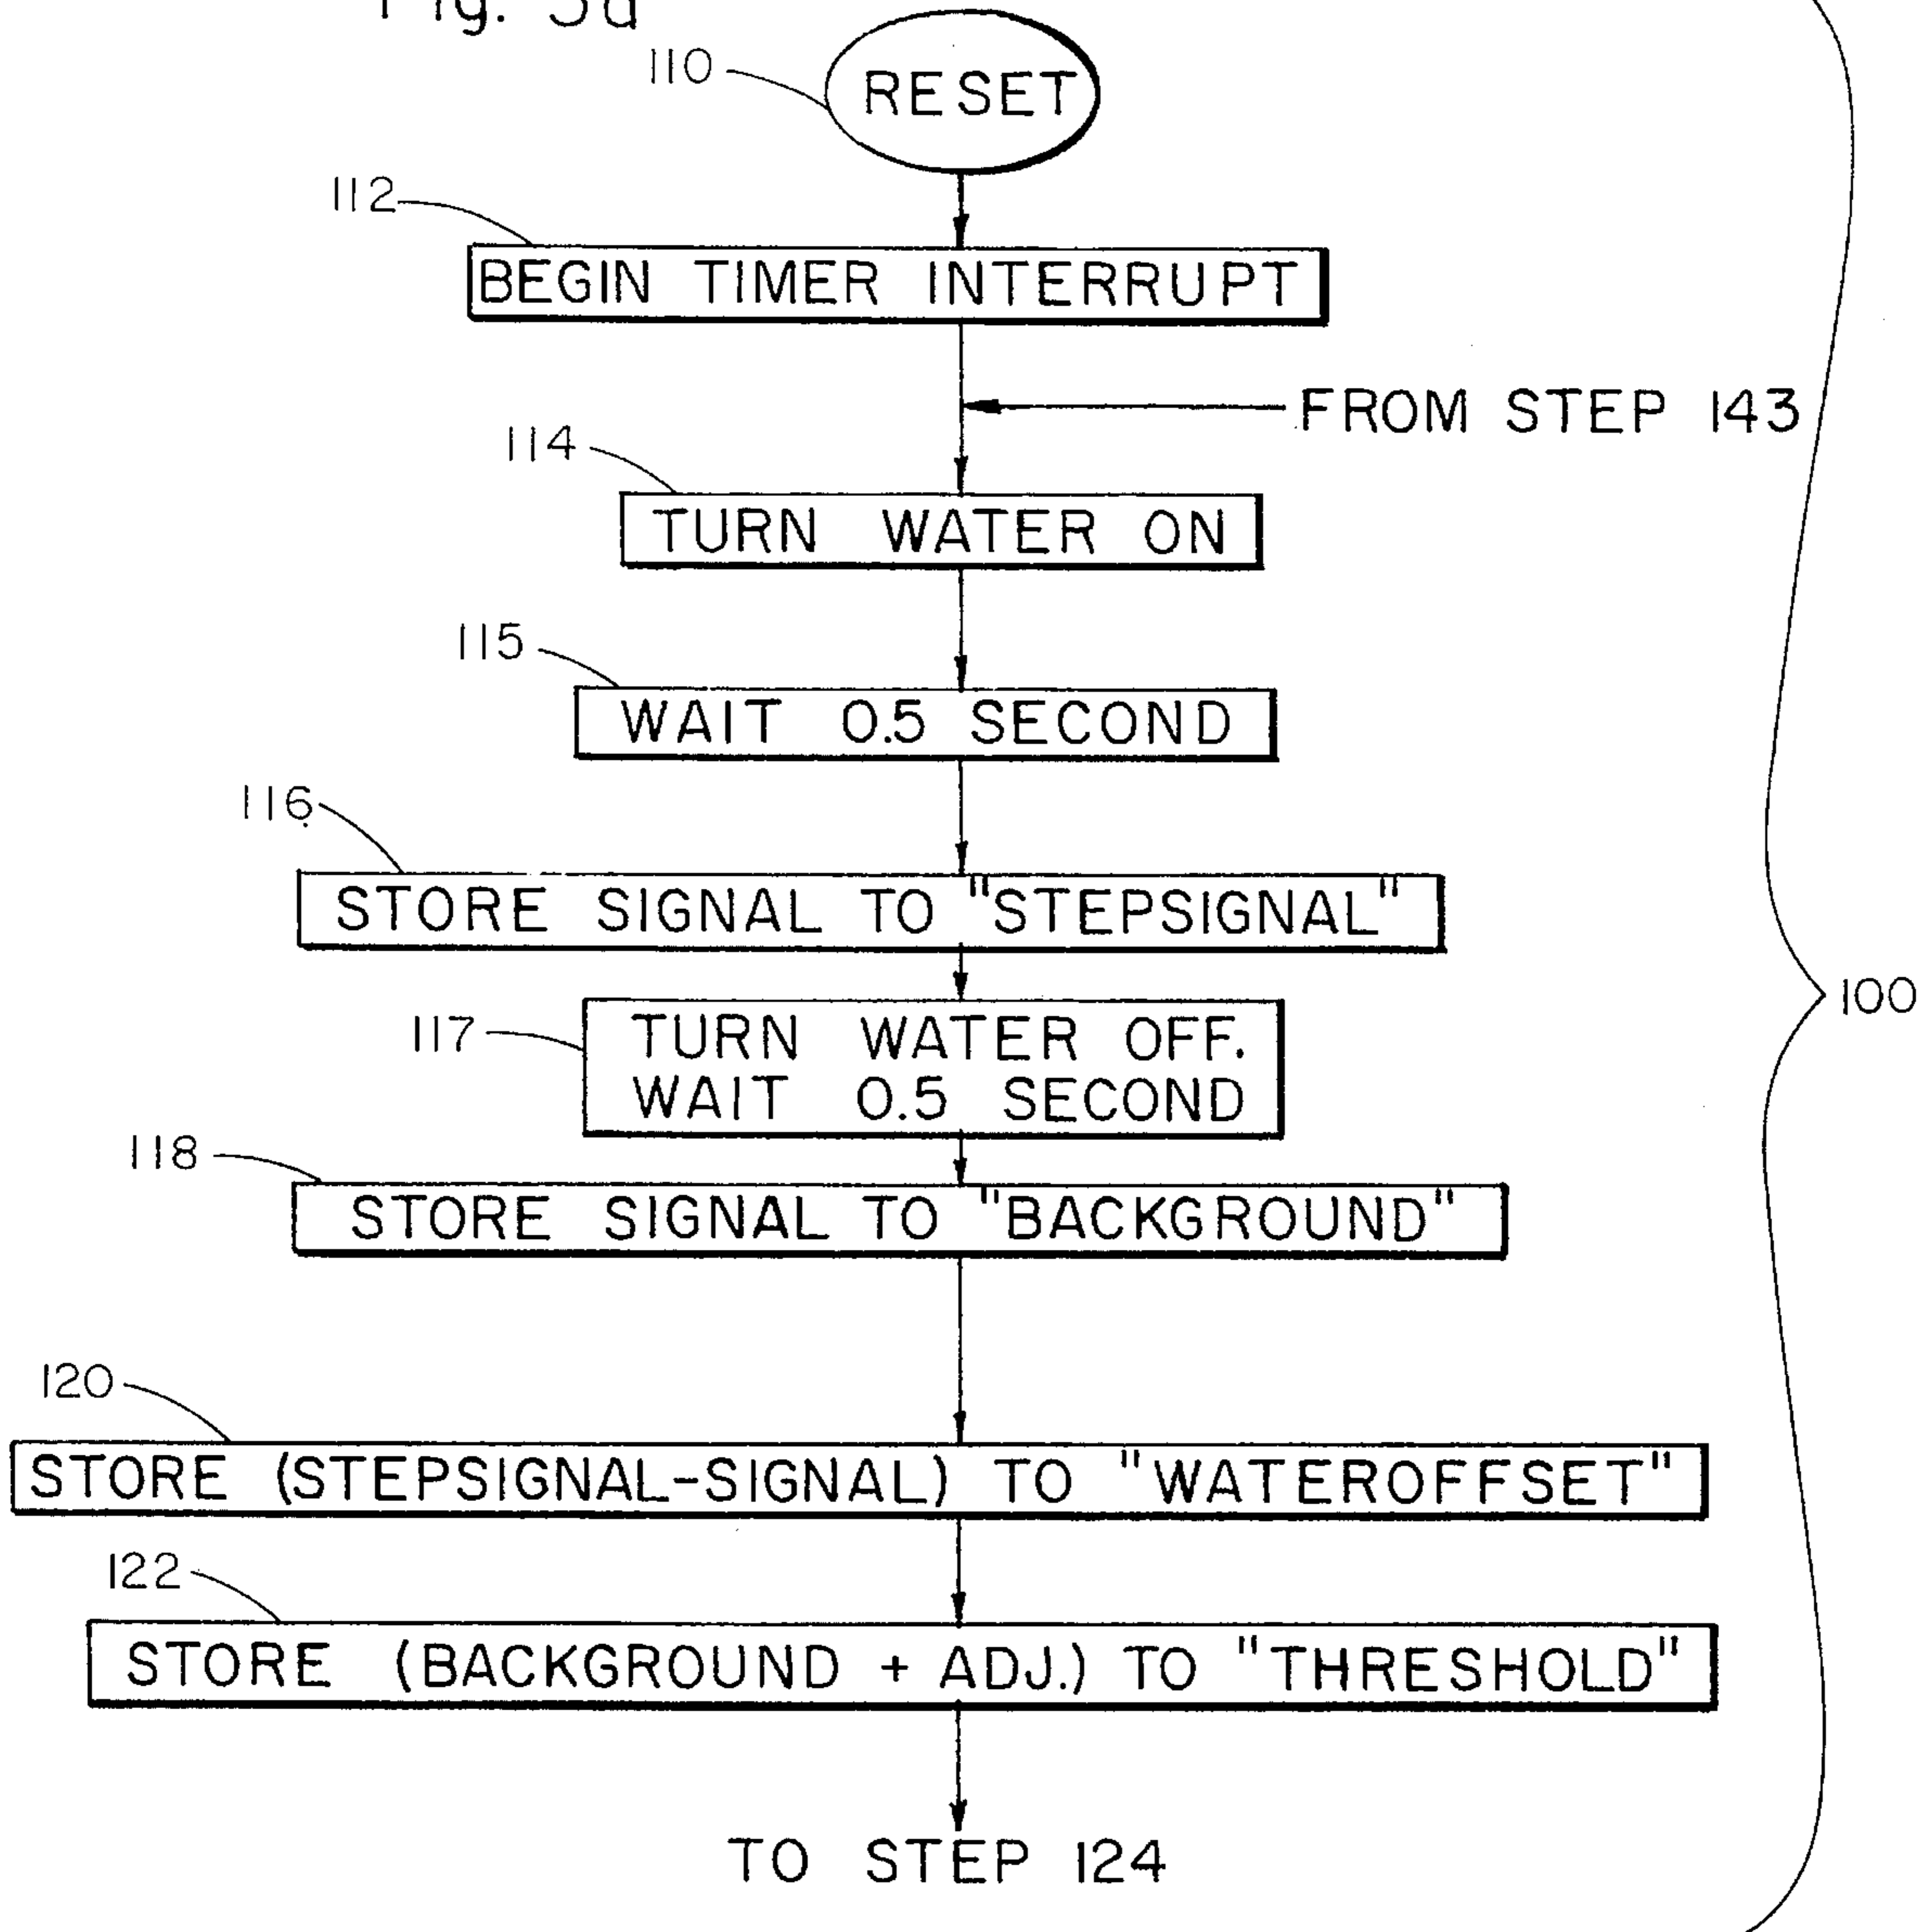 Fig. 5a
110
RESET
112
BEGIN TIMER INTERRUPT
FROM STEP 143
114
TURN WATER ON
115
WAIT 0.5 SECOND
116
STORE SIGNAL TO "STEPSIGNAL"
117
TURN WATER OFF.
WAIT 0.5 SECOND
100
118
STORE SIGNAL TO "BACKGROUND"
120
STORE (STEPSIGNAL-SIGNAL) TO "WATEROFFSET"
122
STORE (BACKGROUND + ADJ.) TO "THRESHOLD"
TO STEP 124